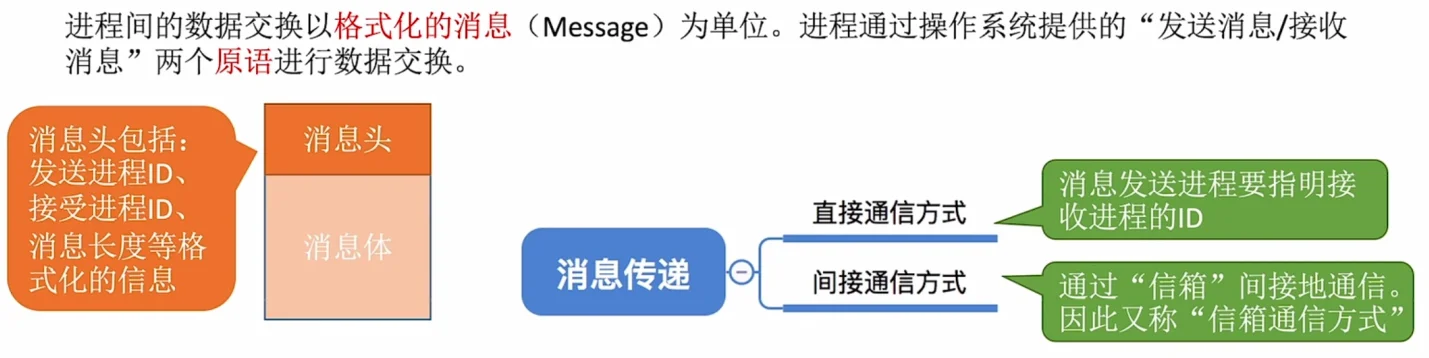 进程间的数据交换以格式化的消息（Message）为单位。进程通过操作系统提供的“发送消息/接收
消息”两个原语进行数据交换。
消息头包括：
发送进程ID、
接受进程ID、
消息长度等格
式化的信息
消息头
消息体
消息传递
直接通信方式
消息发送进程要指明接
收进程的ID
间接通信方式
通过“信箱”间接地通信。
因此又称“信箱通信方式”